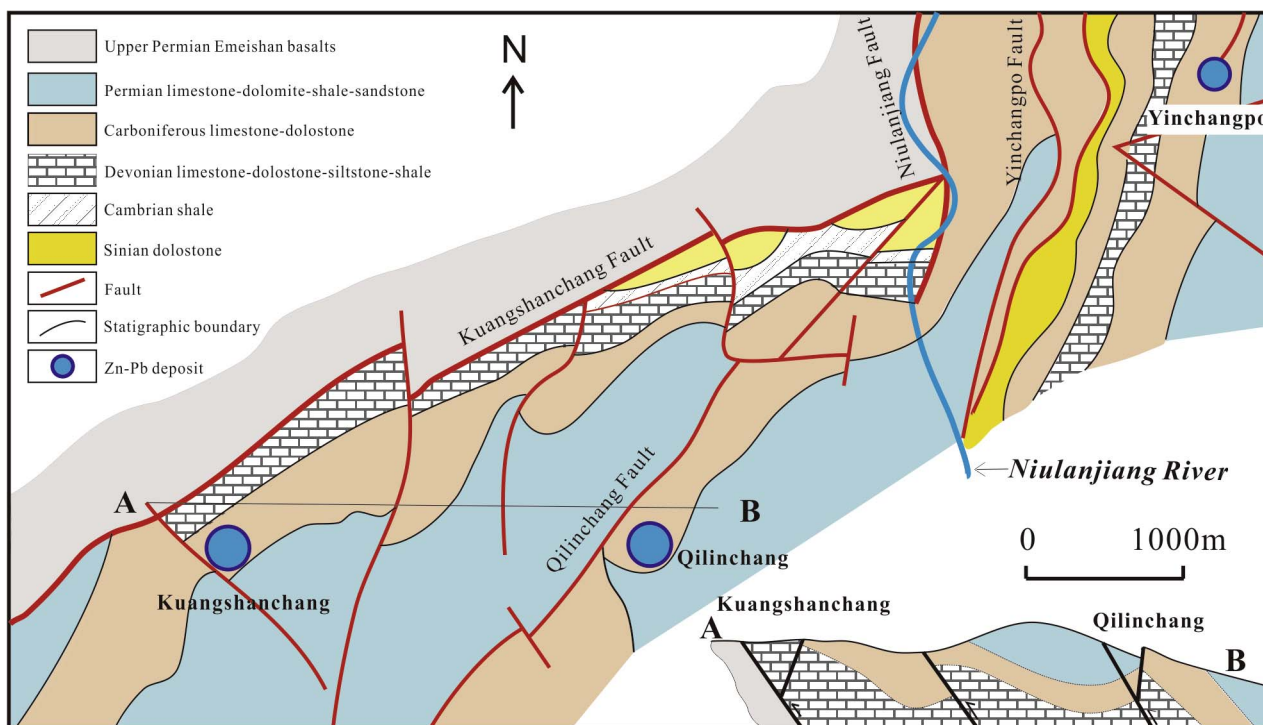 Upper Permian Emeishan basalts
Permian limestone-dolomite-shale-sandstone
Carboniferous limestone-dolostone
Devonian limestone-dolostone-siltstone-shale
Cambrian shale
Sinian dolostone
Fault
Statigraphic boundary
Zn-Pb deposit
N
Niulanjiang Fault
Yinchangpo Fault
Yinchangpo
Kuangshanchang Fault
A
B
Qilinchang Fault
Kuangshanchang
Qilinchang
Niulanjiang River
0 1000m
Kuangshanchang
A
Qilinchang
B